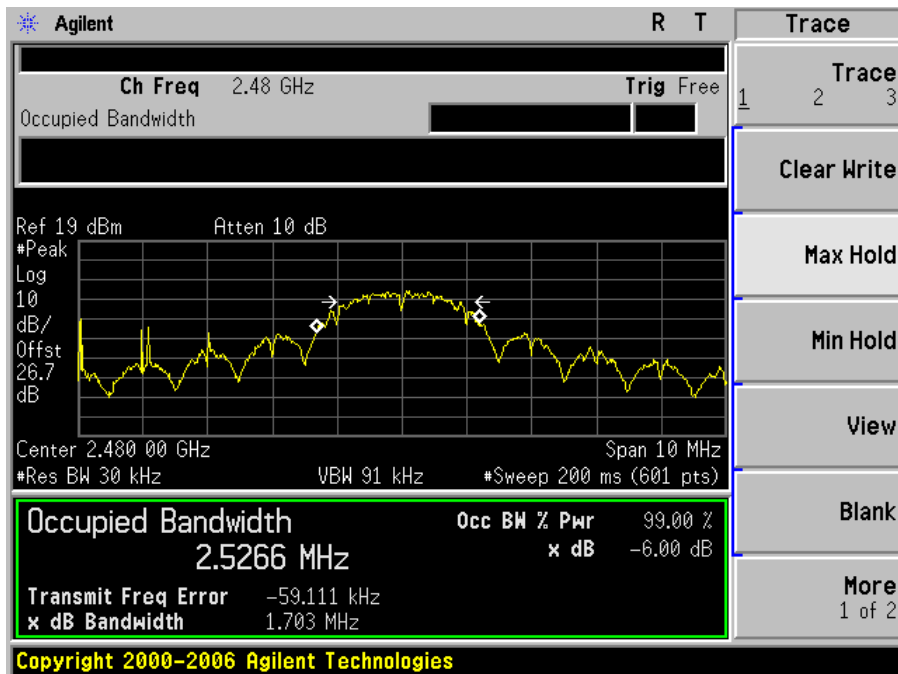 Agilent R T Trace
Ch Freq 2.48 GHz Trig Free
Occupied Bandwidth
Trace
1 2 3
Clear Write
Max Hold
Min Hold
View
Blank
More
1 of 2
Ref 19 dBm Atten 10 dB
#Peak
Log
10
dB/
Offst
26.7
dB
Center 2.480 00 GHz Span 10 MHz
#Res BW 30 kHz VBW 91 kHz #Sweep 200 ms (601 pts)
Occupied Bandwidth Occ BW % Pwr 99.00 %
2.5266 MHz x dB -6.00 dB
Transmit Freq Error -59.111 kHz
x dB Bandwidth 1.703 MHz
Copyright 2000-2006 Agilent Technologies